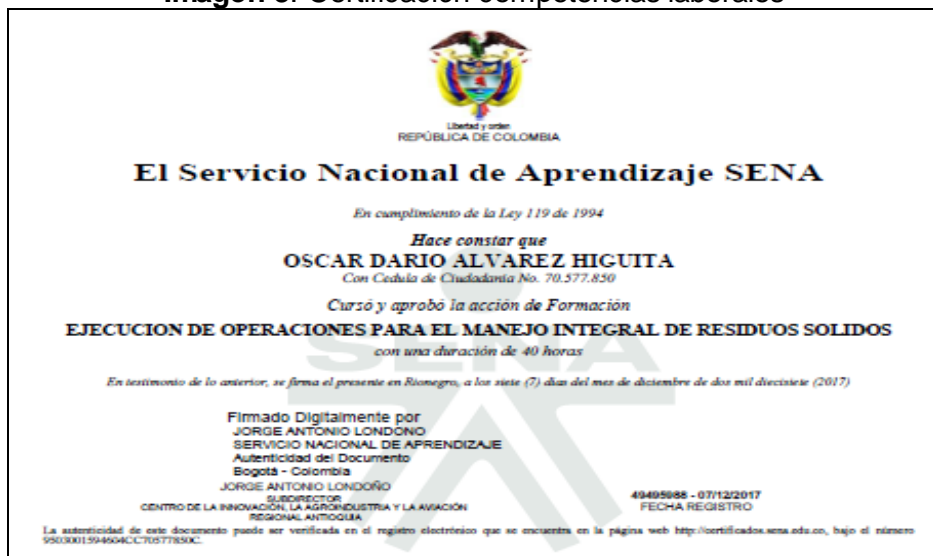 Imagen 3. Certificación competencias laborales
Libertad y orden
REPÚBLICA DE COLOMBIA
El Servicio Nacional de Aprendizaje SENA
En cumplimiento de la Ley 119 de 1994
Hace constar que
OSCAR DARIO ALVAREZ HIGUITA
Con Cedula de Ciudadania No. 70.577.850
Cursó y aprobó la acción de Formación
EJECUCION DE OPERACIONES PARA EL MANEJO INTEGRAL DE RESIDUOS SOLIDOS
con una duración de 40 horas
SENA
En testimonio de lo anterior, se firma el presente en Rionegro, a los siete (7) dias del mes de diciembre de dos mil diecisiete (2017)
Firmado Digitalmente por
JORGE ANTONIO LONDONO
SERVICIO NACIONAL DE APRENDIZAJE
Autenticidad del Documento
Bogotá - Colombia
JORGE ANTONIO LONDOÑO
SUBDIRECTOR
CENTRO DE LA INNOVACIÓN, LA AGROINDUSTRIA Y LA AVIACIÓN
REGIONAL ANTIOQUIA
49495988 - 07/12/2017
FECHA REGISTRO
La autenticidad de este documento puede ser verificada en el registro electrónico que se encuentra en la página web http://certificados.sena.edu.co, bajo el número
9503001594604CC70577850C.